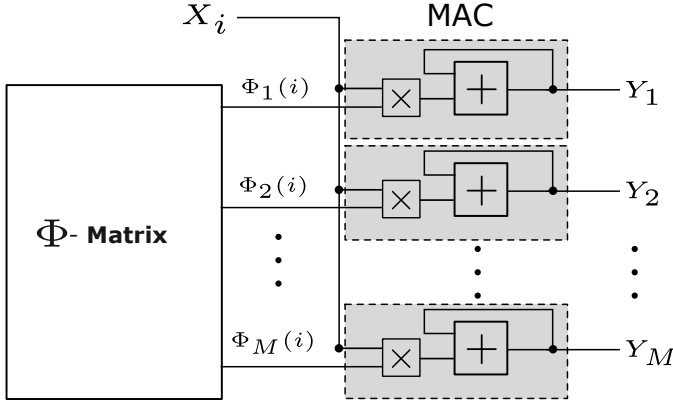 X_i
MAC
Φ_1(i)
Y_1
Φ_2(i)
Y_2
Φ- Matrix
Φ_M(i)
Y_M